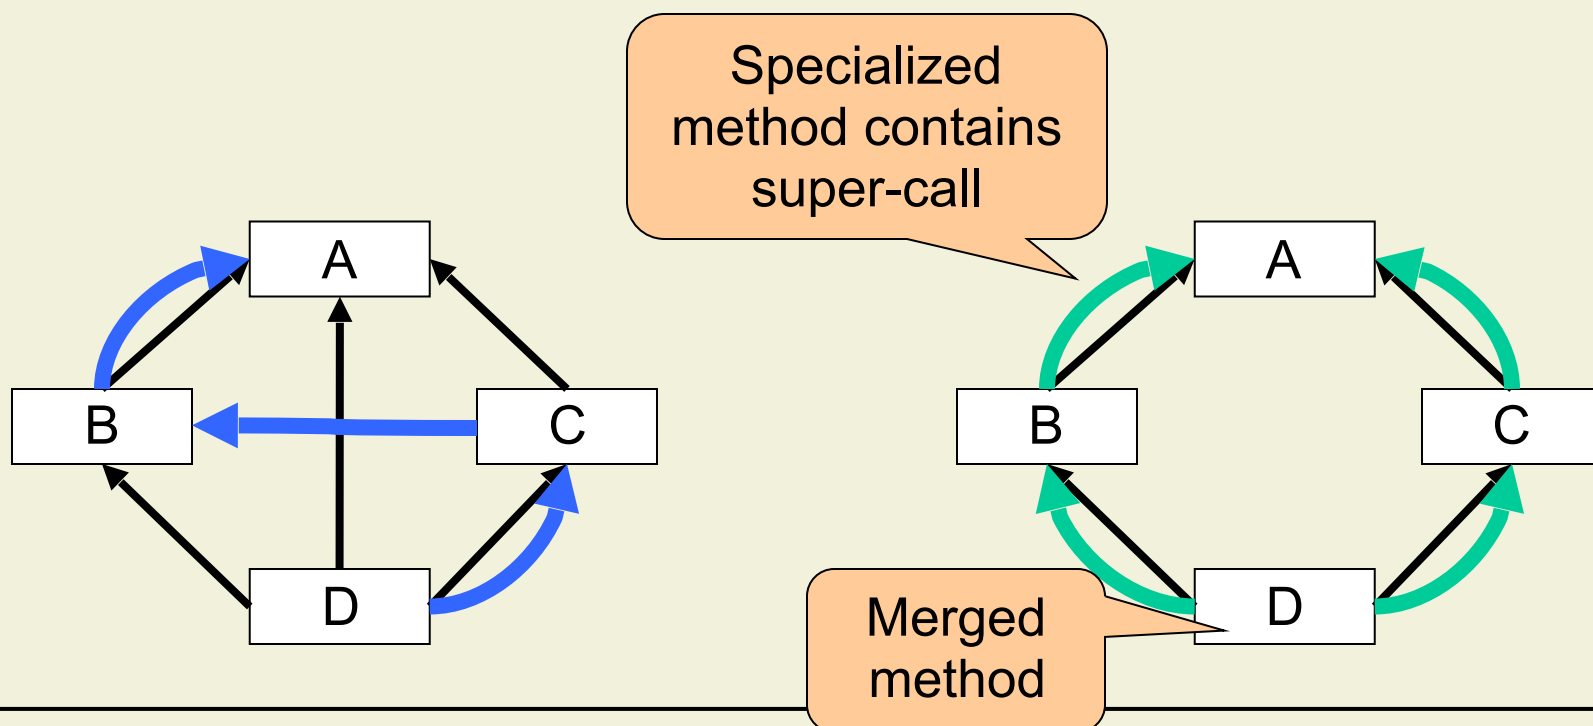 Specialized
method contains
super-call
A
B
C
D
A
B
C
D
Merged
method